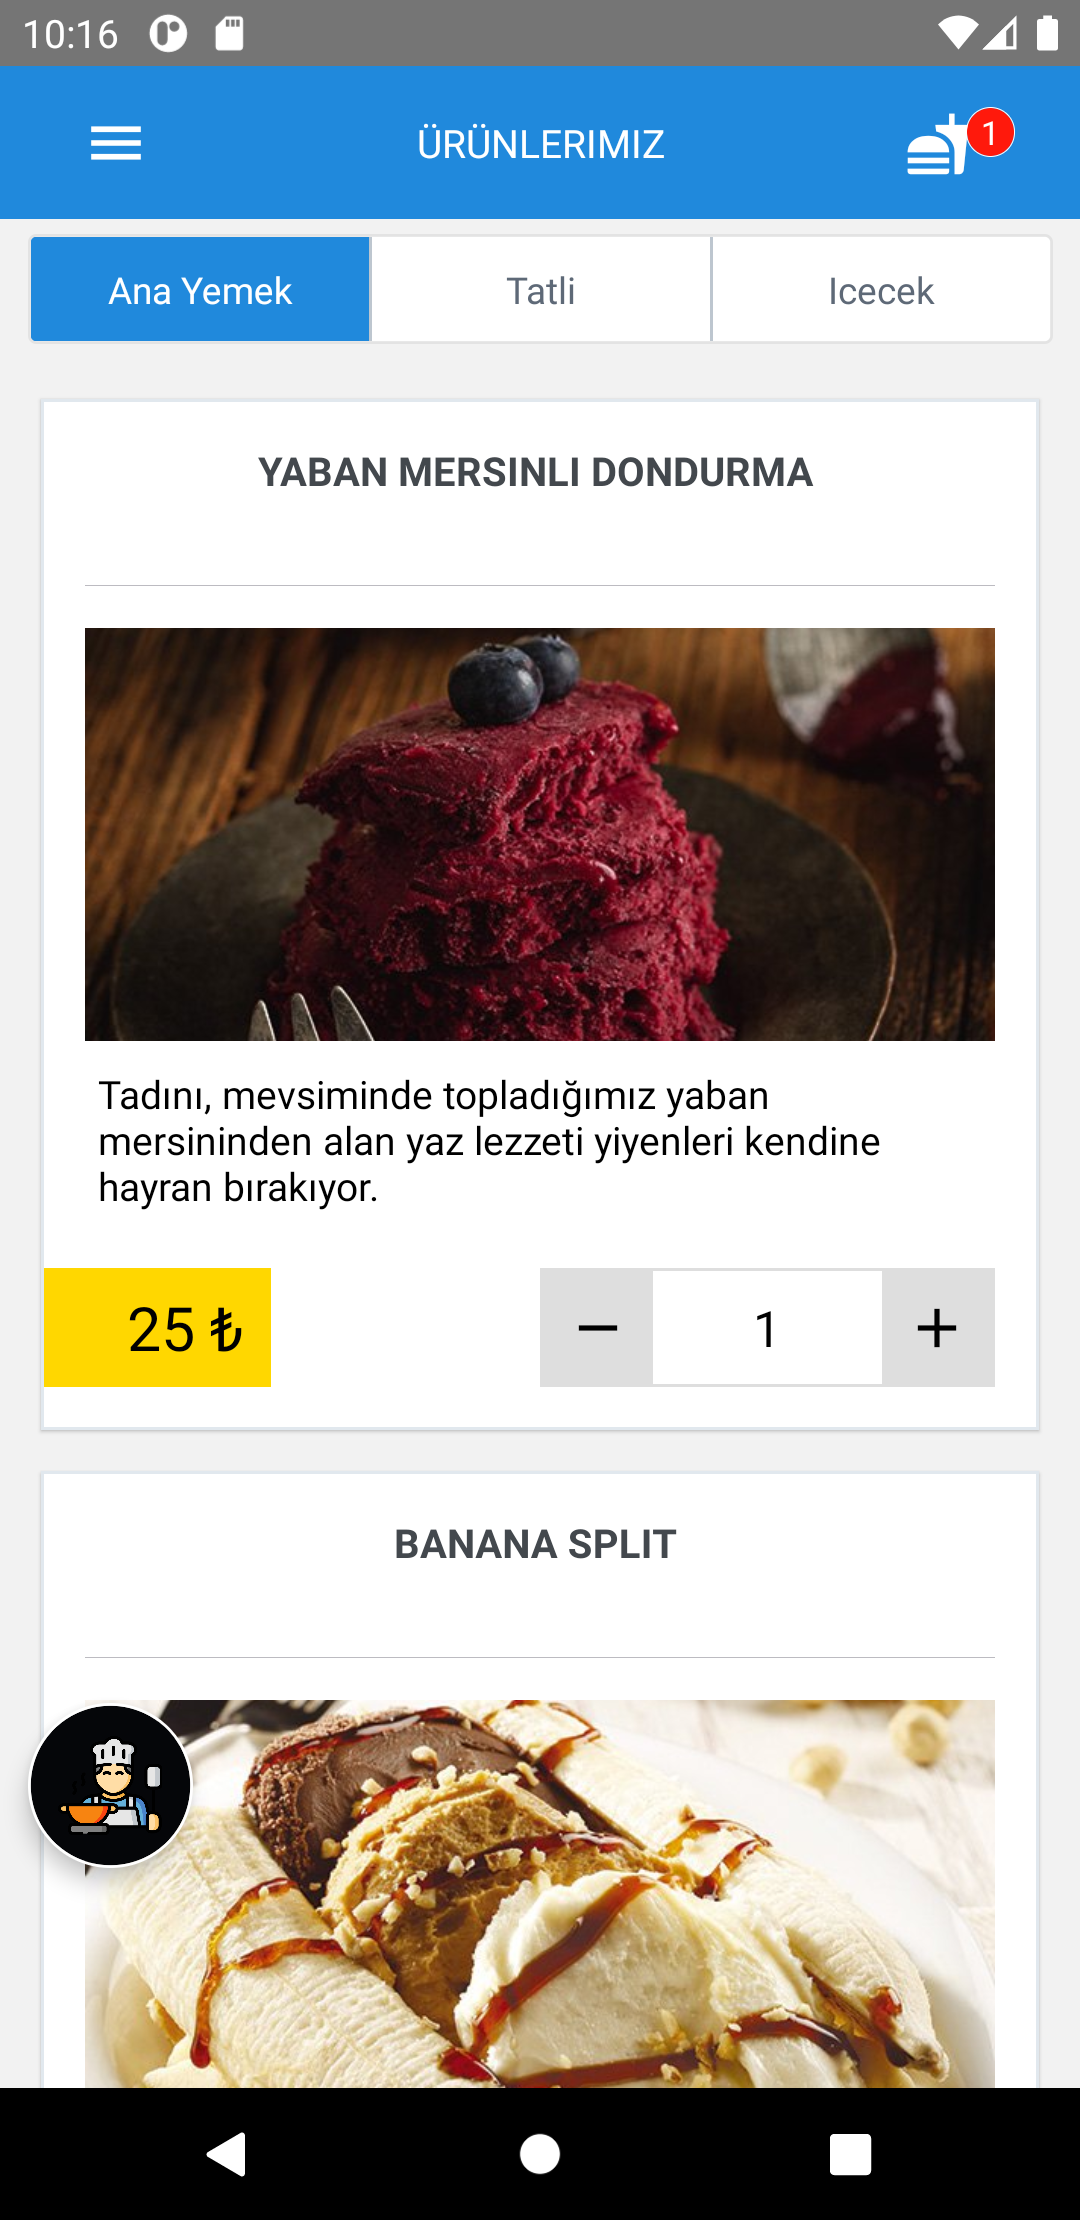 10:16
ÜRÜNLERIMIZ
1
Ana Yemek
Tatli
Icecek
YABAN MERSINLI DONDURMA
Tadını, mevsiminde topladığımız yaban
mersininden alan yaz lezzeti yiyenleri kendine
hayran bırakıyor.
25 ₺
1
BANANA SPLIT